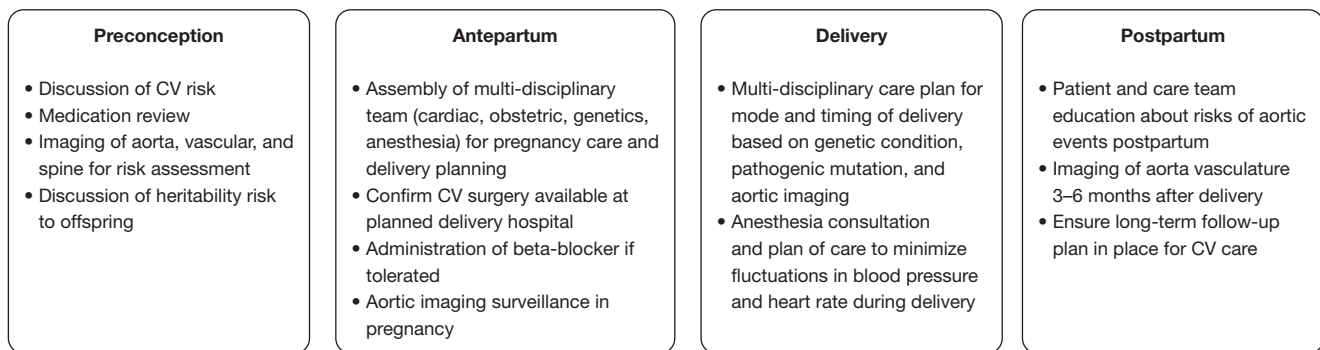 Preconception
• Discussion of CV risk
• Medication review
• Imaging of aorta, vascular, and
spine for risk assessment
• Discussion of heritability risk
to offspring
Antepartum
• Assembly of multi-disciplinary
team (cardiac, obstetric, genetics,
anesthesia) for pregnancy care and
delivery planning
• Confirm CV surgery available at
planned delivery hospital
• Administration of beta-blocker if
tolerated
• Aortic imaging surveillance in
pregnancy
Delivery
• Multi-disciplinary care plan for
mode and timing of delivery
based on genetic condition,
pathogenic mutation, and
aortic imaging
• Anesthesia consultation
and plan of care to minimize
fluctuations in blood pressure
and heart rate during delivery
Postpartum
• Patient and care team
education about risks of aortic
events postpartum
• Imaging of aorta vasculature
3–6 months after delivery
• Ensure long-term follow-up
plan in place for CV care